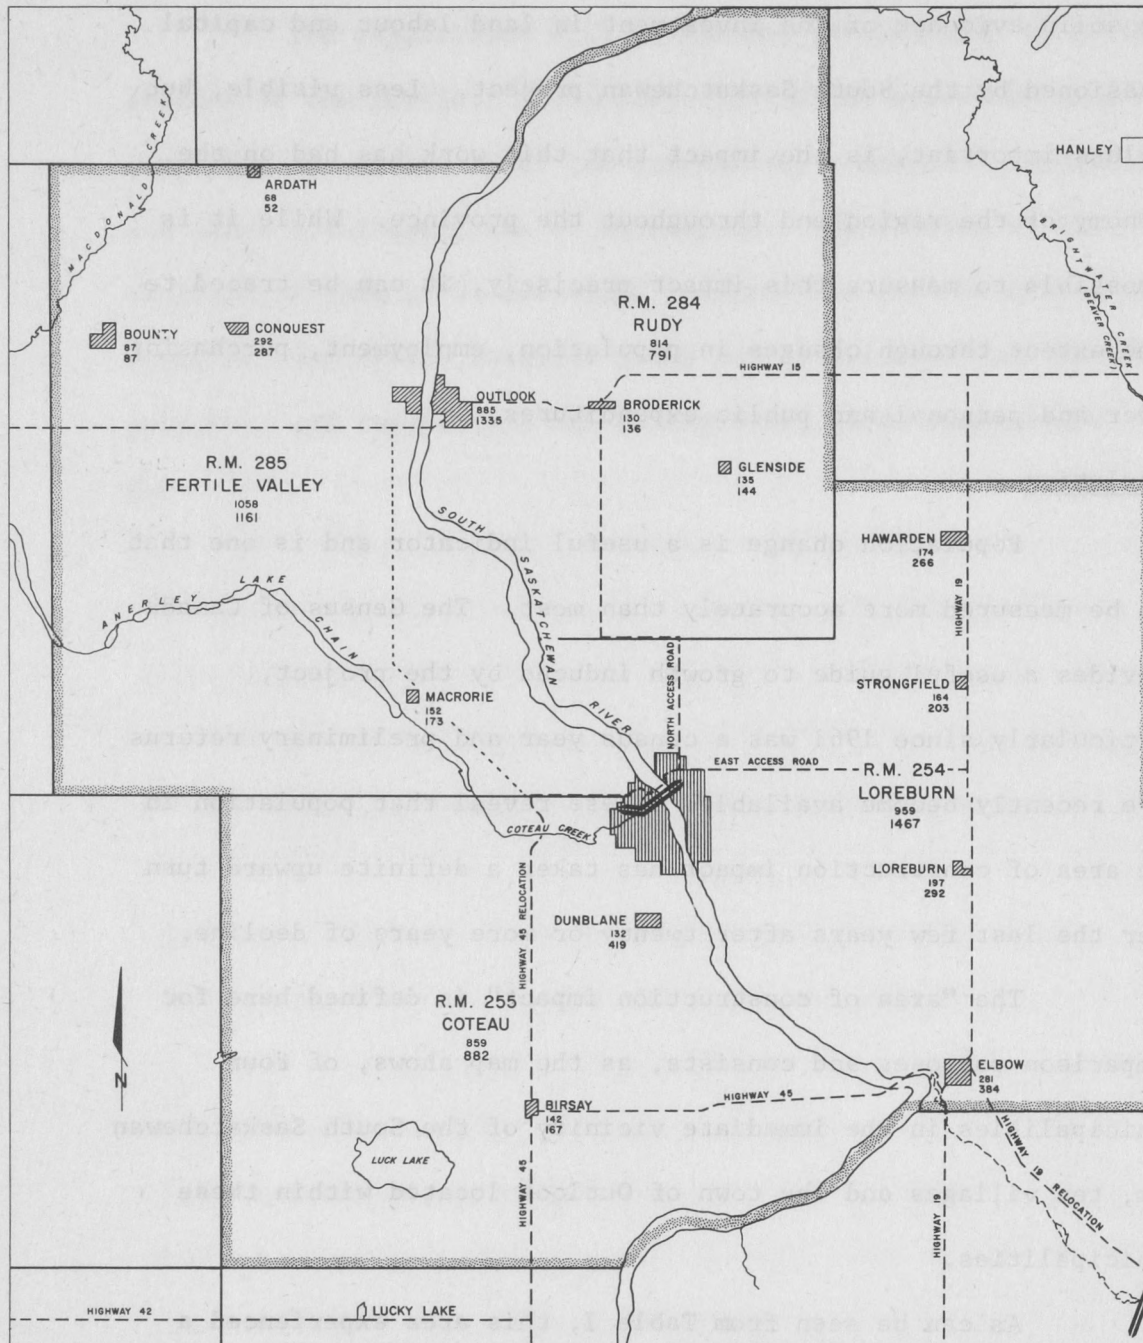 HANLEY
MACDONALD CREEK
ARDATH
68
52
BRIGHTWATER CREEK
(BEAVER CREEK)
R.M. 284
RUDY
814
791
BOUNTY
87
87
CONQUEST
292
287
HIGHWAY 15
OUTLOOK
885
1335
BRODERICK
130
136
R.M. 285
FERTILE VALLEY
1058
1161
GLENSIDE
135
144
SOUTH SASKATCHEWAN RIVER
HAWARDEN
174
266
HIGHWAY 19
ANERLEY LAKE CHAIN
NORTH ACCESS ROAD
MACRORIE
152
173
STRONGFIELD
164
203
EAST ACCESS ROAD
R.M. 254
LOREBURN
959
1467
COTEAU CREEK
LOREBURN
197
292
HIGHWAY 45 RELOCATION
DUNBLANE
132
419
R.M. 255
COTEAU
859
882
N
ELBOW
281
384
HIGHWAY 45
BIRSAY
142
167
LUCK LAKE
HIGHWAY 45
HIGHWAY 19 RELOCATION
HIGHWAY
HIGHWAY 42
LUCKY LAKE